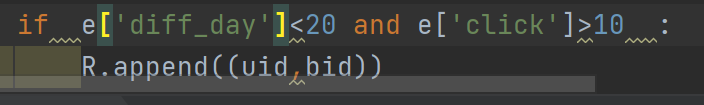 if   e['diff_day']<20 and e['click']>10  :
    R.append((uid,bid))